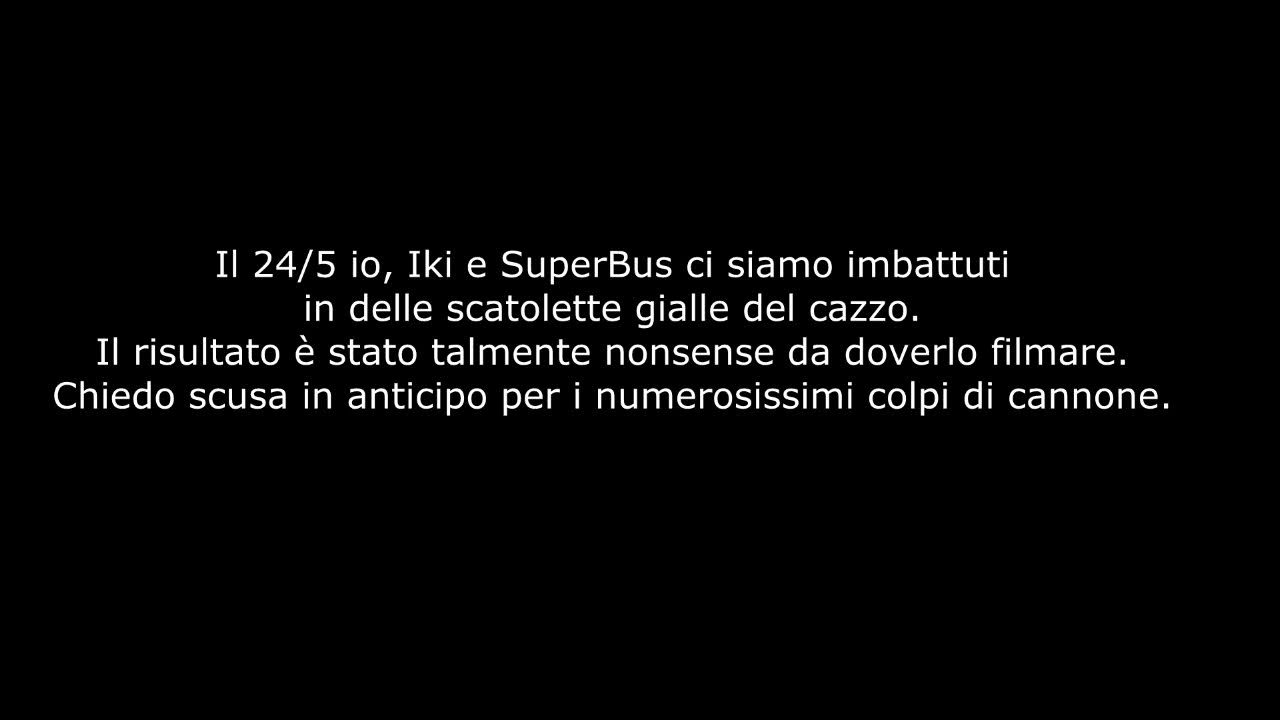 Il 24/5 io, Iki e SuperBus ci siamo imbattuti
in delle scatolette gialle del cazzo.
Il risultato è stato talmente nonsense da doverlo filmare.
Chiedo scusa in anticipo per i numerosissimi colpi di cannone.